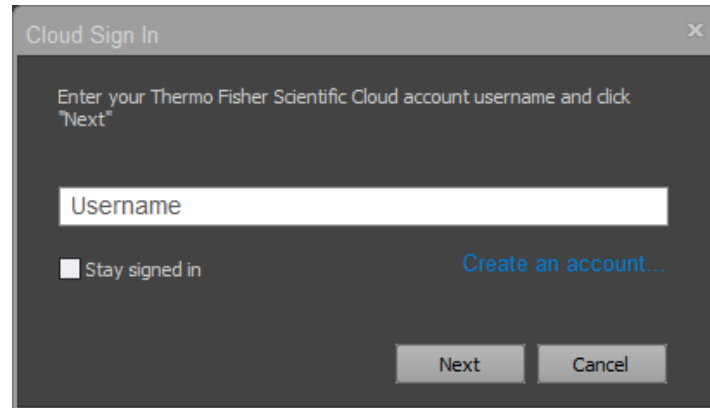 Cloud Sign In
Enter your Thermo Fisher Scientific Cloud account username and click
"Next"
Username
Stay signed in
Create an account...
Next
Cancel